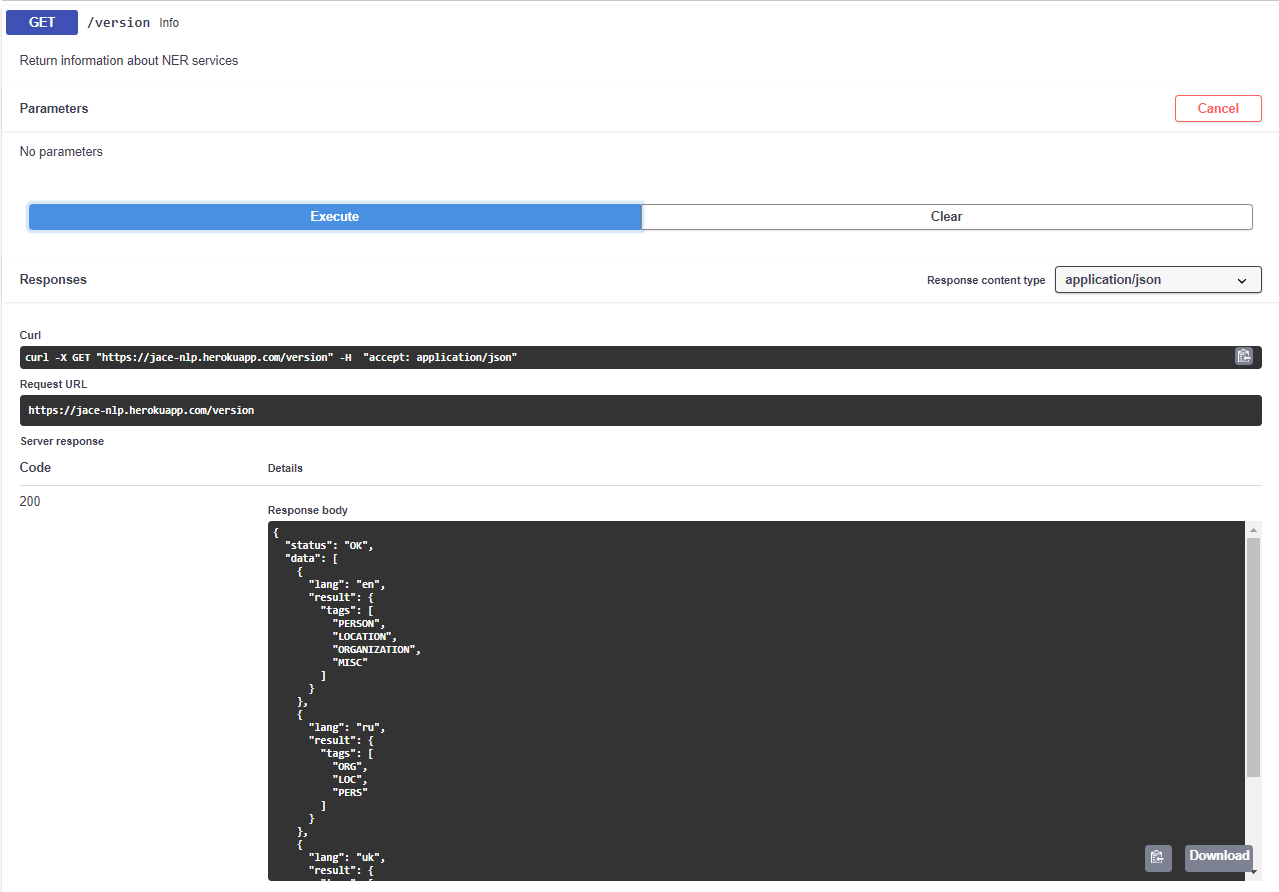 GET /version Info
Return information about NER services
Parameters Cancel
No parameters
Execute Clear
Responses Response content type application/json
Curl
curl -X GET "https://jace-nlp.herokuapp.com/version" -H  "accept: application/json"
Request URL
https://jace-nlp.herokuapp.com/version
Server response
Code Details
200
Response body
{
  "status": "OK",
  "data": [
    {
      "lang": "en",
      "result": {
        "tags": [
          "PERSON",
          "LOCATION",
          "ORGANIZATION",
          "MISC"
        ]
      }
    },
    {
      "lang": "ru",
      "result": {
        "tags": [
          "ORG",
          "LOC",
          "PERS"
        ]
      }
    },
    {
      "lang": "uk",
      "result": {
Download